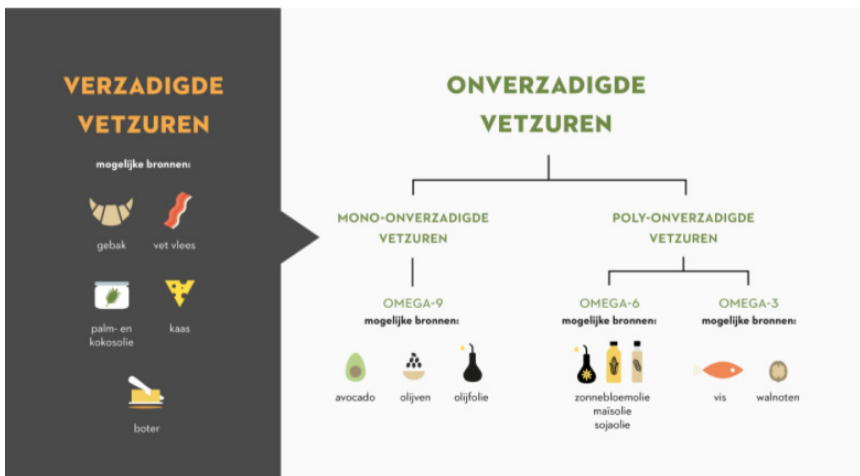 VERZADIGDE
VETZUREN
mogelijke bronnen:
gebak
vet vlees
palm- en
kokosolie
kaas
boter
ONVERZADIGDE
VETZUREN
MONO-ONVERZADIGDE
VETZUREN
OMEGA-9
mogelijke bronnen:
avocado
olijven
olijfolie
POLY-ONVERZADIGDE
VETZUREN
OMEGA-6
mogelijke bronnen:
zonnebloemolie
maïsolie
sojaolie
OMEGA-3
mogelijke bronnen:
vis
walnoten